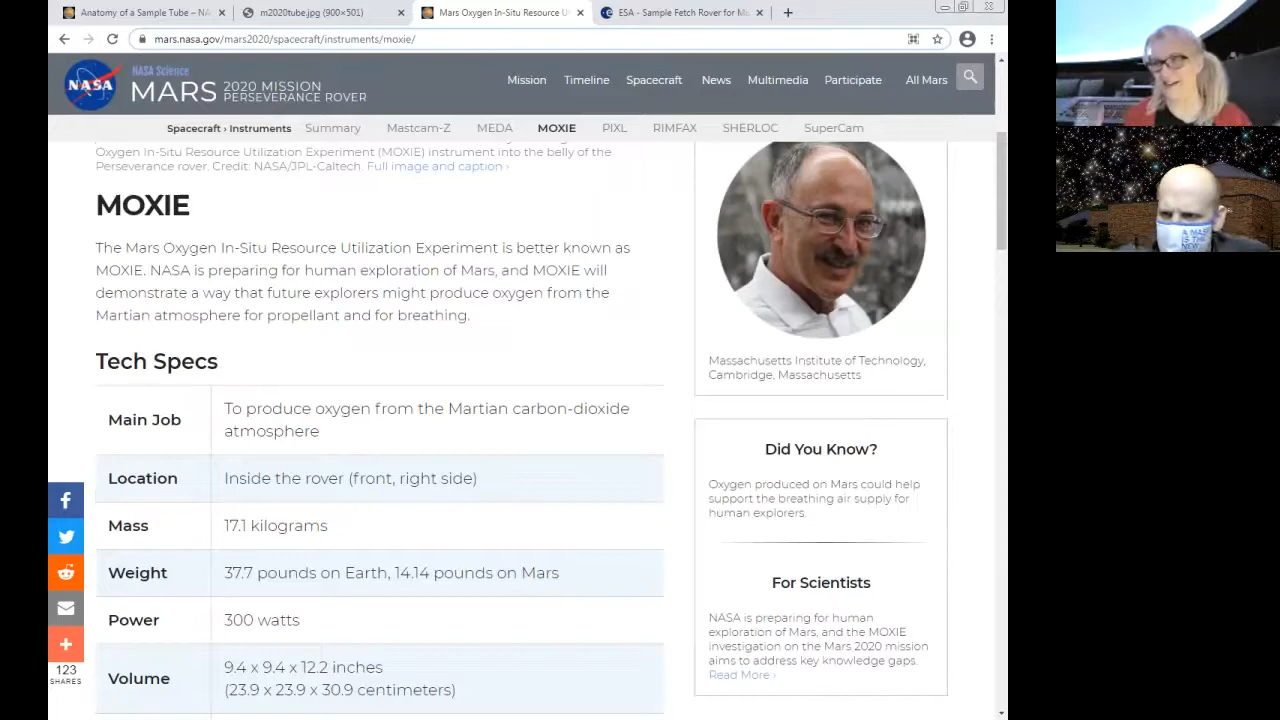 Anatomy of a Sample Tube – NA
m2020tube.jpg (900×501)
Mars Oxygen In-Situ Resource U
ESA - Sample Fetch Rover for M
mars.nasa.gov/mars2020/spacecraft/instruments/moxie/
NASA
NASA Science
MARS
2020 MISSION
PERSEVERANCE ROVER
Mission Timeline Spacecraft News Multimedia Participate All Mars
Spacecraft › Instruments Summary Mastcam-Z MEDA MOXIE PIXL RIMFAX SHERLOC SuperCam
Oxygen In-Situ Resource Utilization Experiment (MOXIE) instrument into the belly of the
Perseverance rover. Credit: NASA/JPL-Caltech Full image and caption ›
MOXIE
The Mars Oxygen In-Situ Resource Utilization Experiment is better known as
MOXIE. NASA is preparing for human exploration of Mars, and MOXIE will
demonstrate a way that future explorers might produce oxygen from the
Martian atmosphere for propellant and for breathing.
Tech Specs
Main Job To produce oxygen from the Martian carbon-dioxide
atmosphere
Location Inside the rover (front, right side)
Mass 17.1 kilograms
Weight 37.7 pounds on Earth, 14.14 pounds on Mars
Power 300 watts
Volume 9.4 x 9.4 x 12.2 inches
(23.9 x 23.9 x 30.9 centimeters)
123
SHARES
Massachusetts Institute of Technology,
Cambridge, Massachusetts
Did You Know?
Oxygen produced on Mars could help
support the breathing air supply for
human explorers.
For Scientists
NASA is preparing for human
exploration of Mars, and the MOXIE
investigation on the Mars 2020 mission
aims to address key knowledge gaps.
Read More ›
A MASK
IS THE
NEW